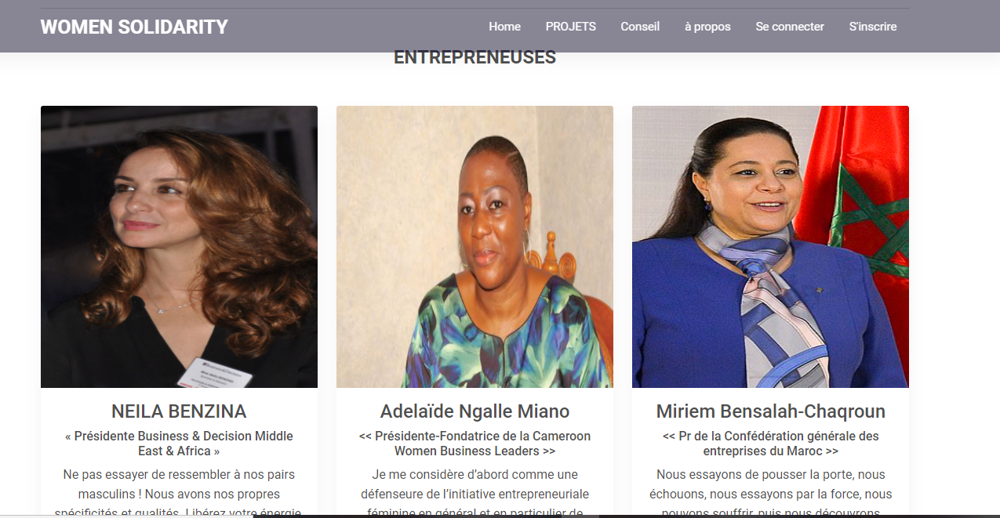 WOMEN SOLIDARITY
Home PROJETS Conseil à propos Se connecter S'inscrire
ENTREPRENEUSES
NEILA BENZINA
« Présidente Business & Decision Middle
East & Africa »
Ne pas essayer de ressembler à nos pairs
masculins ! Nous avons nos propres
spécificités et qualités. Libérez votre énergie
Adelaïde Ngalle Miano
<< Présidente-Fondatrice de la Cameroon
Women Business Leaders >>
Je me considère d’abord comme une
défenseure de l’initiative entrepreneuriale
féminine en général et en particulier de
Miriem Bensalah-Chaqroun
<< Pr de la Confédération générale des
entreprises du Maroc >>
Nous essayons de pousser la porte, nous
échouons, nous essayons par la force, nous
pouvons souffrir, puis nous découvrons